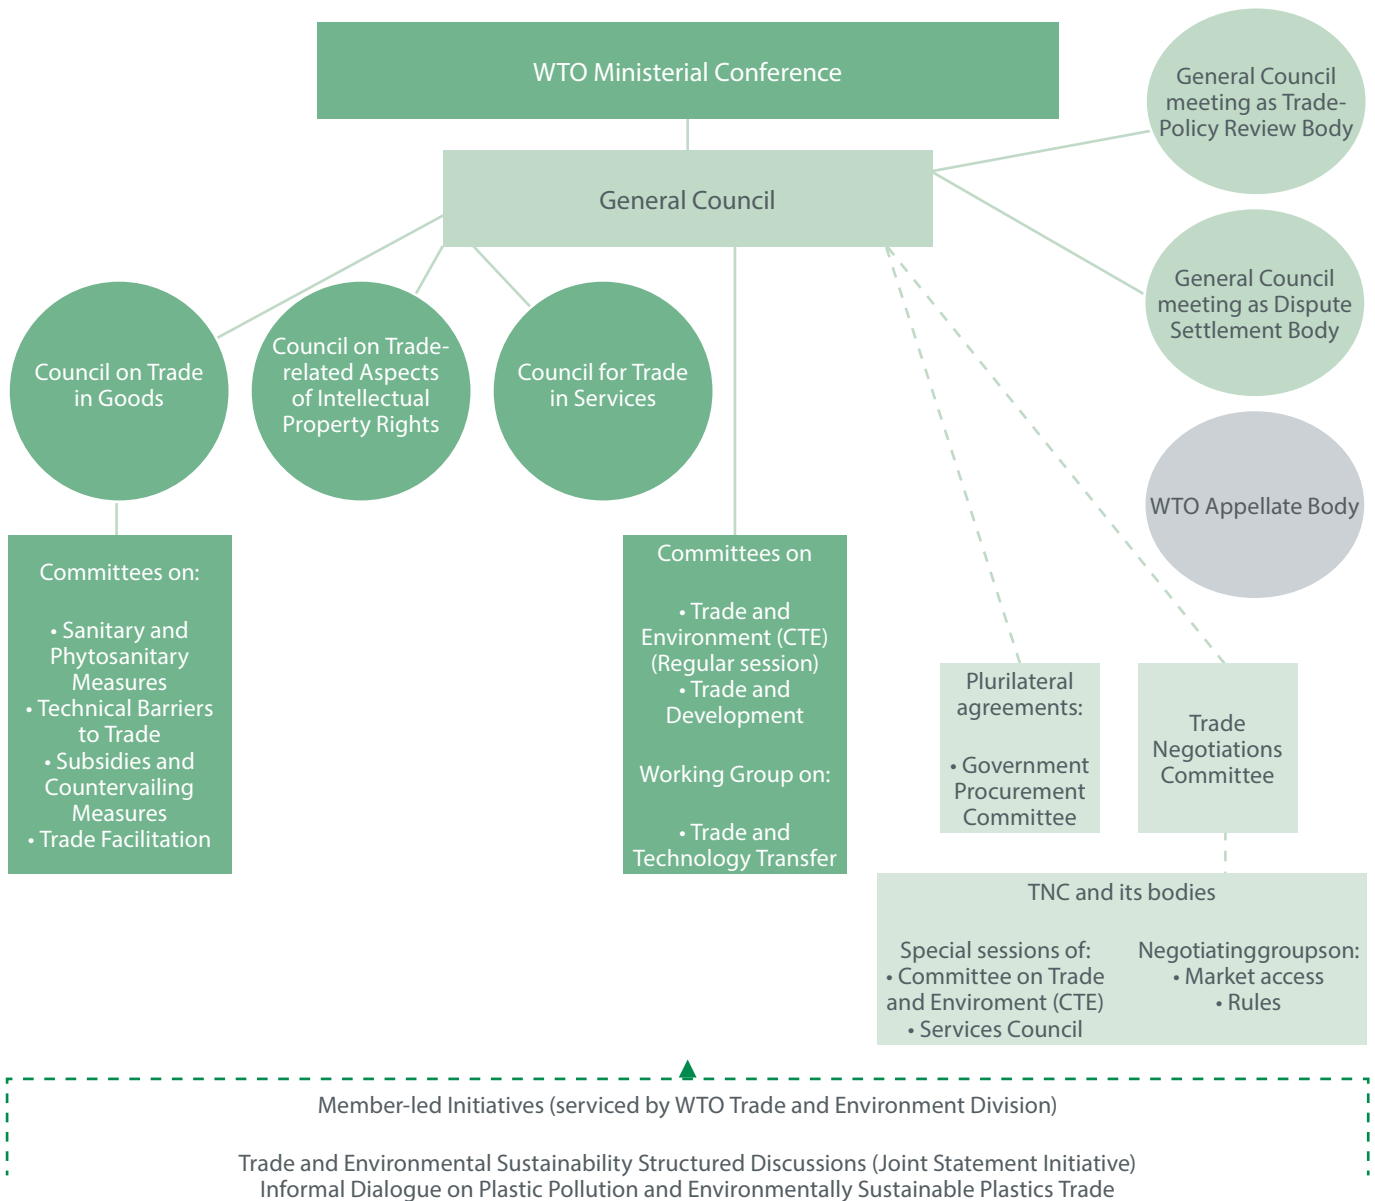 WTO Ministerial Conference
General Council
meeting as Trade-
Policy Review Body
General Council
General Council
meeting as Dispute
Settlement Body
Council on Trade
in Goods
Council on Trade-
related Aspects
of Intellectual
Property Rights
Council for Trade
in Services
WTO Appellate Body
Committees on:
• Sanitary and
Phytosanitary
Measures
• Technical Barriers
to Trade
• Subsidies and
Countervailing
Measures
• Trade Facilitation
Committees on
• Trade and
Environment (CTE)
(Regular session)
• Trade and
Development
Working Group on:
• Trade and
Technology Transfer
Plurilateral
agreements:
• Government
Procurement
Committee
Trade
Negotiations
Committee
TNC and its bodies
Special sessions of:
• Committee on Trade
and Enviroment (CTE)
• Services Council
Negotiatinggroupson:
• Market access
• Rules
Member-led Initiatives (serviced by WTO Trade and Environment Division)
Trade and Environmental Sustainability Structured Discussions (Joint Statement Initiative)
Informal Dialogue on Plastic Pollution and Environmentally Sustainable Plastics Trade